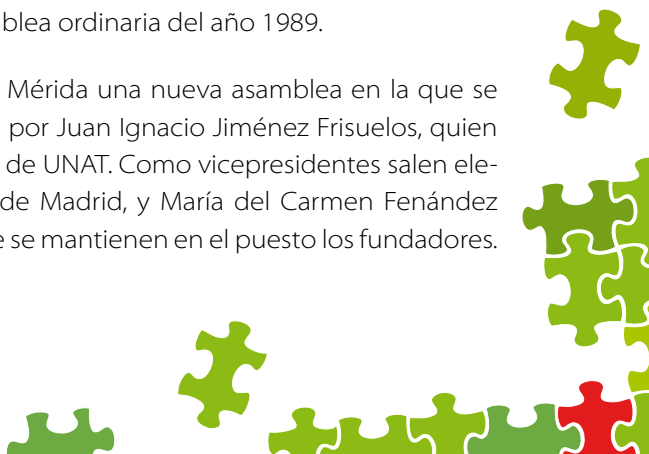 blea ordinaria del año 1989.
Mérida una nueva asamblea en la que se
por Juan Ignacio Jiménez Frisuelos, quien
de UNAT. Como vicepresidentes salen ele-
de Madrid, y María del Carmen Fenández
e se mantienen en el puesto los fundadores.